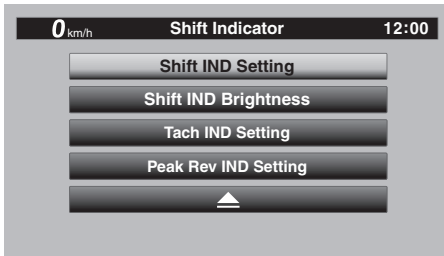 0 km/h Shift Indicator 12:00
Shift IND Setting
Shift IND Brightness
Tach IND Setting
Peak Rev IND Setting